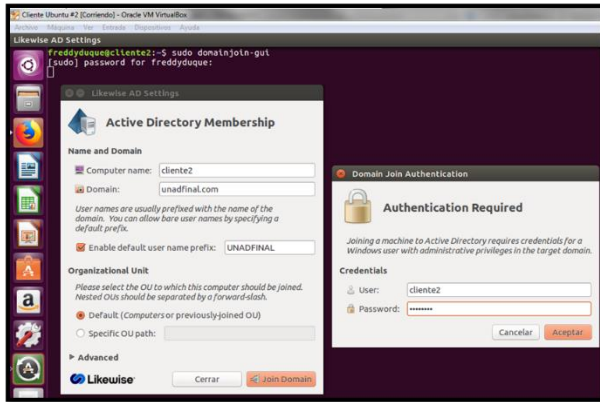 Cliente Ubuntu #2 [Corriendo] - Oracle VM VirtualBox
Archivo Máquina Ver Entrada Dispositivos Ayuda
Likewise AD Settings
freddyduque@cliente2:~$ sudo domainjoin-gui
[sudo] password for freddyduque:
Likewise AD Settings
Active Directory Membership
Name and Domain
Computer name: cliente2
Domain: unadfinal.com
User names are usually prefixed with the name of the
domain. You can allow bare user names by specifying a
default prefix.
Enable default user name prefix: UNADFINAL
Organizational Unit
Please select the OU to which this computer should be joined.
Nested OUs should be separated by a forward-slash.
Default (Computers or previously-joined OU)
Specific OU path:
Advanced
Likewise Cerrar Join Domain
Domain Join Authentication
Authentication Required
Joining a machine to Active Directory requires credentials for a
Windows user with administrative privileges in the target domain.
Credentials
User: cliente2
Password: ••••••••
Cancelar Aceptar